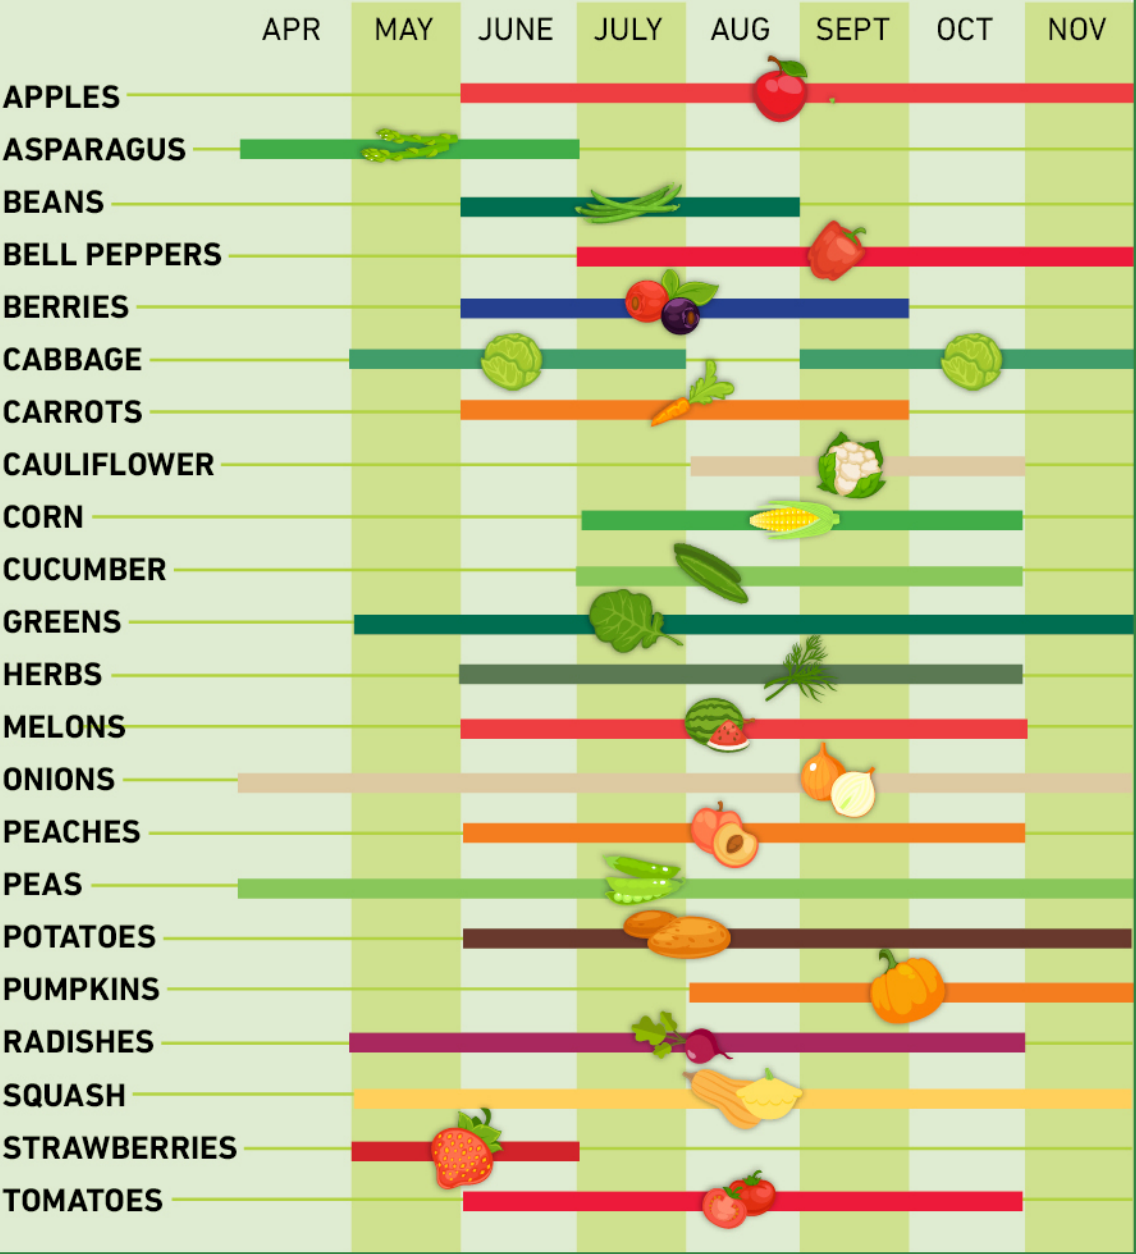 APR MAY JUNE JULY AUG SEPT OCT NOV
APPLES
ASPARAGUS
BEANS
BELL PEPPERS
BERRIES
CABBAGE
CARROTS
CAULIFLOWER
CORN
CUCUMBER
GREENS
HERBS
MELONS
ONIONS
PEACHES
PEAS
POTATOES
PUMPKINS
RADISHES
SQUASH
STRAWBERRIES
TOMATOES